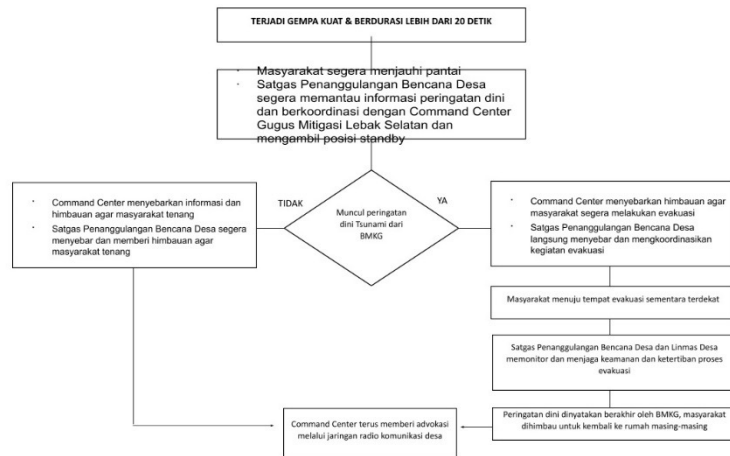 TERJADI GEMPA KUAT & BERDURASI LEBIH DARI 20 DETIK
· Masyarakat segera menjauhi pantai
· Satgas Penanggulangan Bencana Desa
segera memantau informasi peringatan dini
dan berkoordinasi dengan Command Center
Gugus Mitigasi Lebak Selatan dan
mengambil posisi standby
Muncul peringatan
dini Tsunami dari
BMKG
TIDAK
· Command Center menyebarkan informasi dan
himbauan agar masyarakat tenang
· Satgas Penanggulangan Bencana Desa segera
menyebar dan memberi himbauan agar
masyarakat tenang
YA
· Command Center menyebarkan himbauan agar
masyarakat segera melakukan evakuasi
· Satgas Penanggulangan Bencana Desa
langsung menyebar dan mengkoordinasikan
kegiatan evakuasi
Masyarakat menuju tempat evakuasi sementara terdekat
Satgas Penanggulangan Bencana Desa dan Linmas Desa
memonitor dan menjaga keamanan dan ketertiban proses
evakuasi
Peringatan dini dinyatakan berakhir oleh BMKG, masyarakat
dihimbau untuk kembali ke rumah masing-masing
Command Center terus memberi advokasi
melalui jaringan radio komunikasi desa